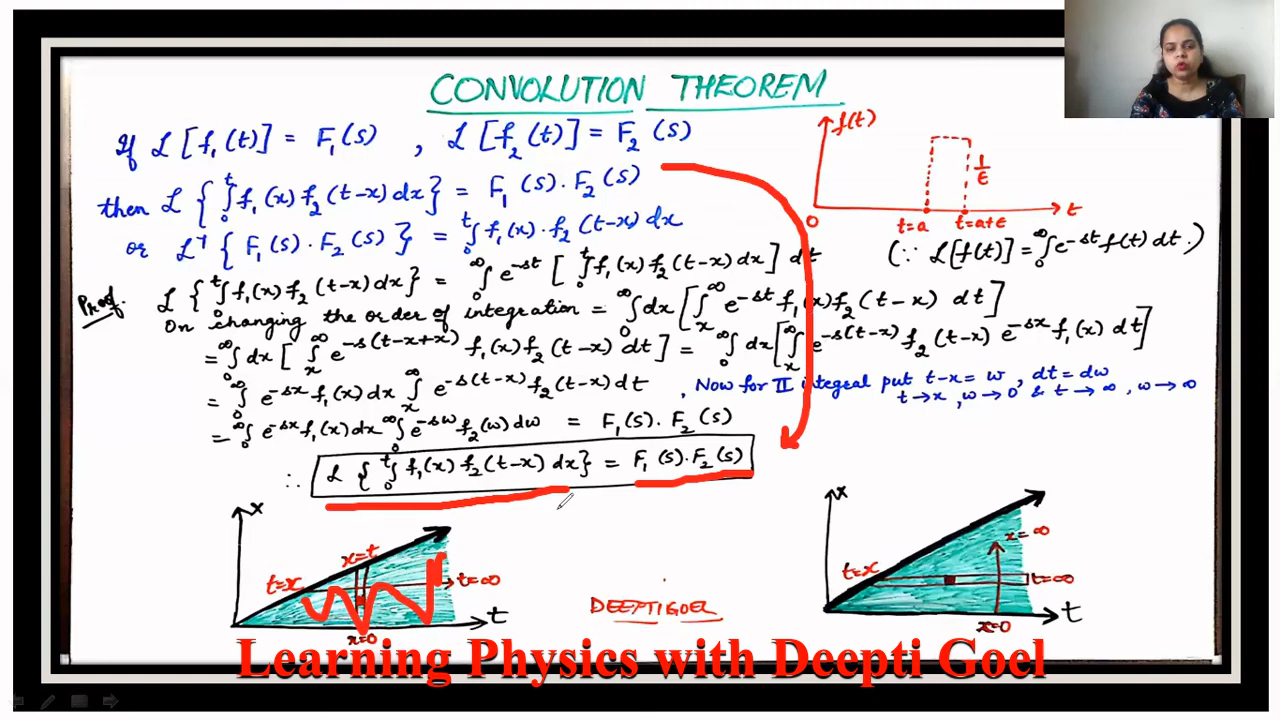 CONVOLUTION THEOREM
If L[f₁(t)] = F₁(s) , L[f₂(t)] = F₂(s)
then L{∫₀ᵗ f₁(x) f₂(t-x) dx} = F₁(s).F₂(s)
or L⁻¹{F₁(s).F₂(s)} = ∫₀ᵗ f₁(x).f₂(t-x) dx
f(t)
1/ε
0 t=a t=a+ε t
(∵ L[f(t)] = ∫₀^∞ e^-st f(t) dt.)
Proof. L{∫₀ᵗ f₁(x) f₂(t-x) dx} = ∫₀^∞ e^-st [∫₀ᵗ f₁(x) f₂(t-x) dx] dt
On changing the order of integration = ∫₀^∞ dx [∫ₓ^∞ e^-st f₁(x) f₂(t-x) dt]
= ∫₀^∞ dx [∫ₓ^∞ e^-s(t-x+x) f₁(x) f₂(t-x) dt] = ∫₀^∞ dx [∫ₓ^∞ e^-s(t-x) f₂(t-x) e^-sx f₁(x) dt]
= ∫₀^∞ e^-sx f₁(x) dx ∫ₓ^∞ e^-s(t-x) f₂(t-x) dt , Now for II integral put t-x = w, dt = dw
t→x, w→0 & t→∞, w→∞
= ∫₀^∞ e^-sx f₁(x) dx ∫₀^∞ e^-sw f₂(w) dw = F₁(s).F₂(s)
∴ L{∫₀ᵗ f₁(x) f₂(t-x) dx} = F₁(s).F₂(s)
x
x=t
t=x
t=∞
t
x=0
x
x=∞
t=x
t=∞
t
x=0
DEEPTI GOEL
Learning Physics with Deepti Goel